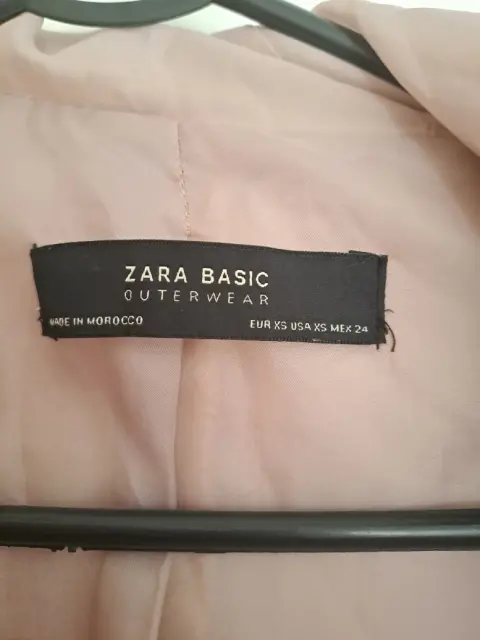 ZARA BASIC
OUTERWEAR
MADE IN MOROCCO
EUR XS USA XS MEX 24